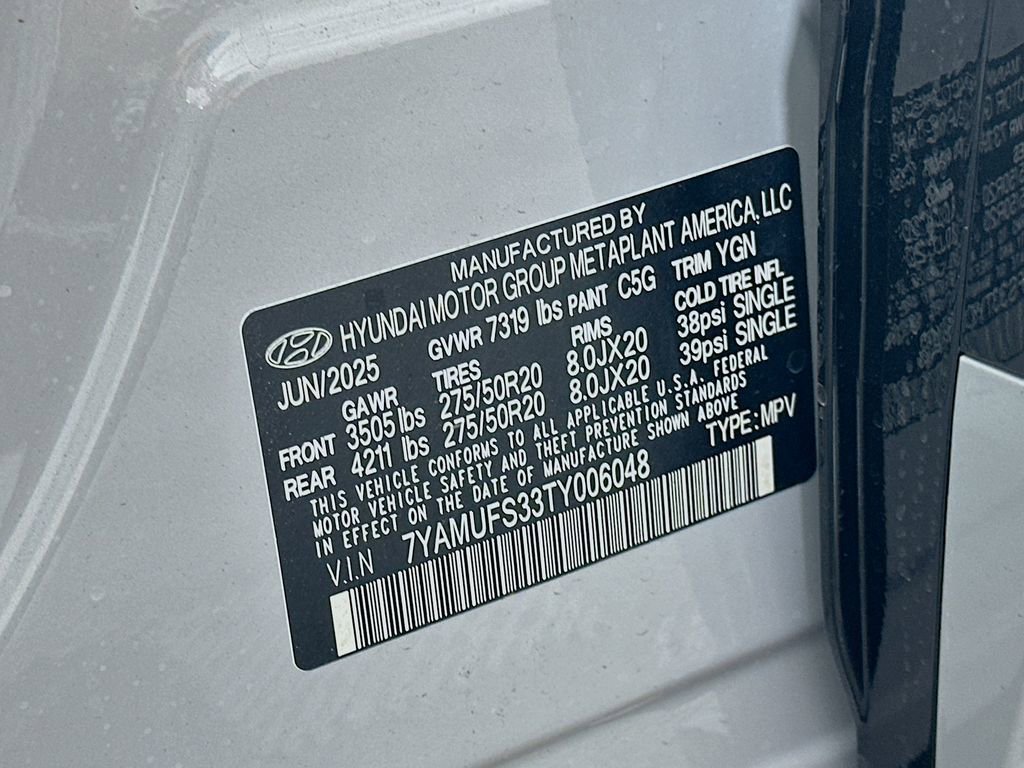 MANUFACTURED BY
HYUNDAI MOTOR GROUP METAPLANT AMERICA, LLC
JUN/2025 GVWR 7319 lbs PAINT C5G TRIM YGN
GAWR TIRES RIMS COLD TIRE INFL
FRONT 3505 lbs 275/50R20 8.0JX20 38psi SINGLE
REAR 4211 lbs 275/50R20 8.0JX20 39psi SINGLE
THIS VEHICLE CONFORMS TO ALL APPLICABLE U.S.A. FEDERAL
MOTOR VEHICLE SAFETY AND THEFT PREVENTION STANDARDS
IN EFFECT ON THE DATE OF MANUFACTURE SHOWN ABOVE
V.I.N 7YAMUFS33TY006048 TYPE: MPV